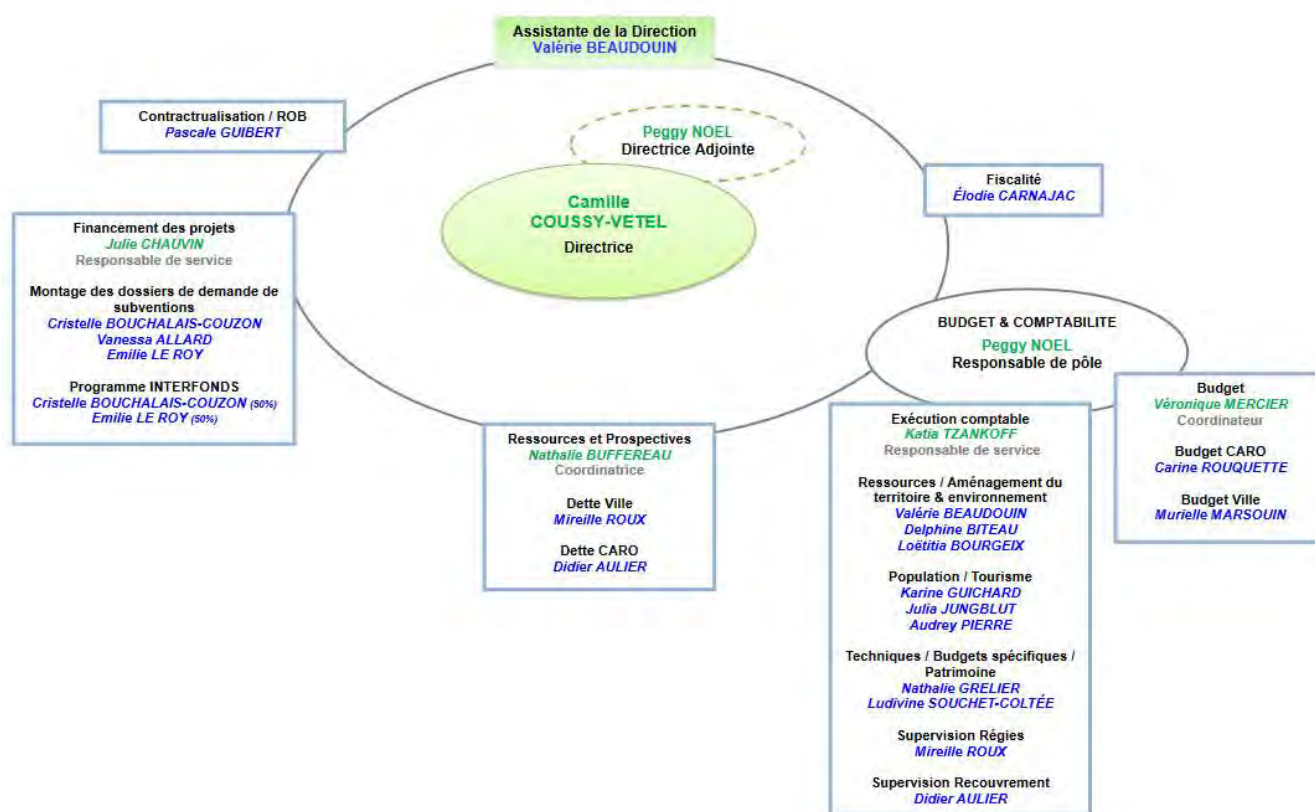 Assistante de la Direction
Valérie BEAUDOUIN
Contractrualisation / ROB
Pascale GUIBERT
Peggy NOEL
Directrice Adjointe
Camille
COUSSY-VETEL
Directrice
Fiscalité
Élodie CARNAJAC
Financement des projets
Julie CHAUVIN
Responsable de service
Montage des dossiers de demande de
subventions
Cristelle BOUCHALAIS-COUZON
Vanessa ALLARD
Emilie LE ROY
Programme INTERFONDS
Cristelle BOUCHALAIS-COUZON (50%)
Emilie LE ROY (50%)
BUDGET & COMPTABILITE
Peggy NOEL
Responsable de pôle
Ressources et Prospectives
Nathalie BUFFEREAU
Coordinatrice
Dette Ville
Mireille ROUX
Dette CARO
Didier AULIER
Exécution comptable
Katia TZANKOFF
Responsable de service
Ressources / Aménagement du
territoire & environnement
Valérie BEAUDOUIN
Delphine BITEAU
Loëtitia BOURGEIX
Population / Tourisme
Karine GUICHARD
Julia JUNGBLUT
Audrey PIERRE
Techniques / Budgets spécifiques /
Patrimoine
Nathalie GRELIER
Ludivine SOUCHET-COLTÉE
Supervision Régies
Mireille ROUX
Supervision Recouvrement
Didier AULIER
Budget
Véronique MERCIER
Coordinateur
Budget CARO
Carine ROUQUETTE
Budget Ville
Murielle MARSOUIN